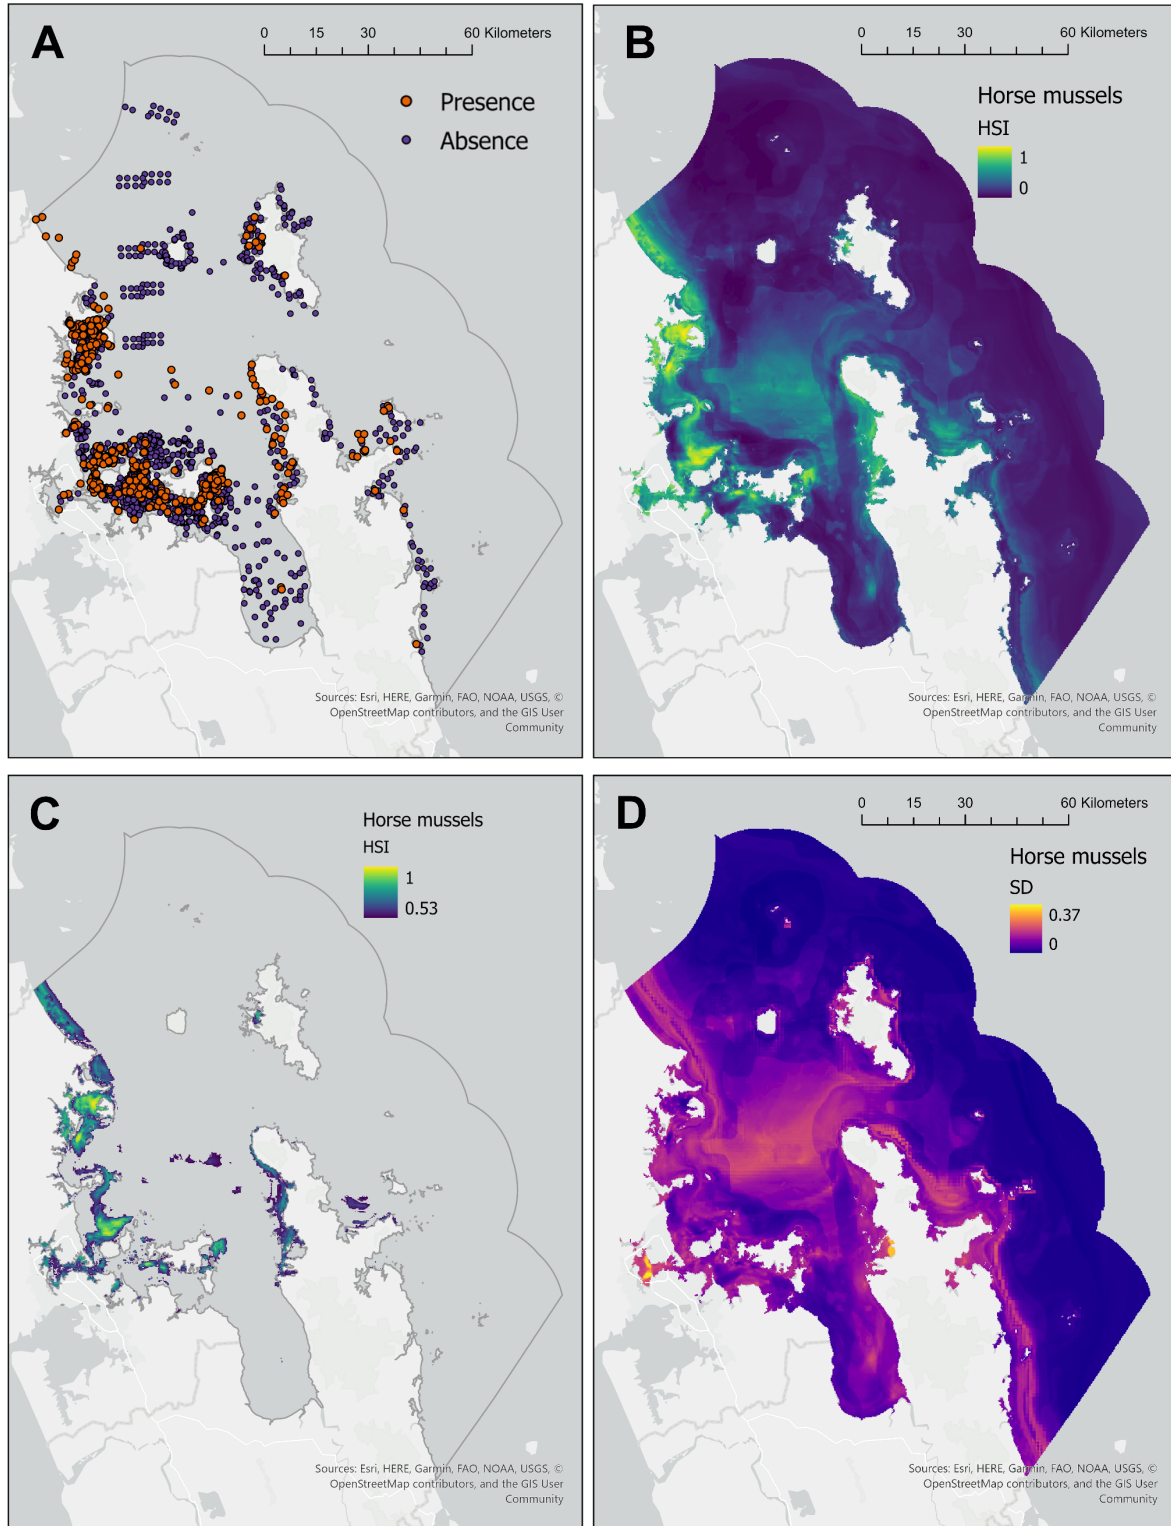 A
0 15 30 60 Kilometers
Presence
Absence
Sources: Esri, HERE, Garmin, FAO, NOAA, USGS, ©
OpenStreetMap contributors, and the GIS User
Community
B
0 15 30 60 Kilometers
Horse mussels
HSI
1
0
Sources: Esri, HERE, Garmin, FAO, NOAA, USGS, ©
OpenStreetMap contributors, and the GIS User
Community
C
Horse mussels
HSI
1
0.53
Sources: Esri, HERE, Garmin, FAO, NOAA, USGS, ©
OpenStreetMap contributors, and the GIS User
Community
D
0 15 30 60 Kilometers
Horse mussels
SD
0.37
0
Sources: Esri, HERE, Garmin, FAO, NOAA, USGS, ©
OpenStreetMap contributors, and the GIS User
Community